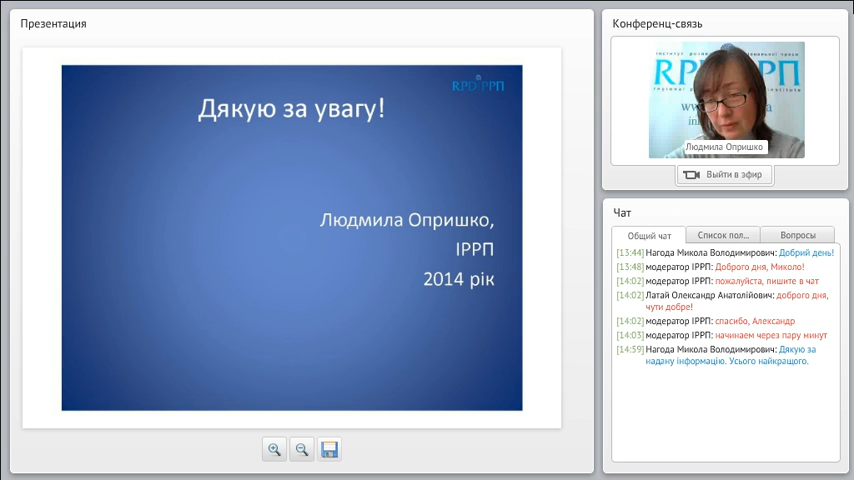 Презентация
RPDIІРРП
Дякую за увагу!
Людмила Опришко,
ІРРП
2014 рік
Конференц-связь
Людмила Опришко
Выйти в эфир
Чат
Общий чат
Список пол...
Вопросы
[13:44] Нагода Микола Володимирович: Добрий день!
[13:48] модератор ІРРП: Доброго дня, Миколо!
[14:02] модератор ІРРП: пожалуйста, пишите в чат
[14:02] Латай Олександр Анатолійович: доброго дня,
чути добре!
[14:02] модератор ІРРП: спасибо, Александр
[14:03] модератор ІРРП: начинаем через пару минут
[14:59] Нагода Микола Володимирович: Дякую за
надану інформацію. Усього найкращого.